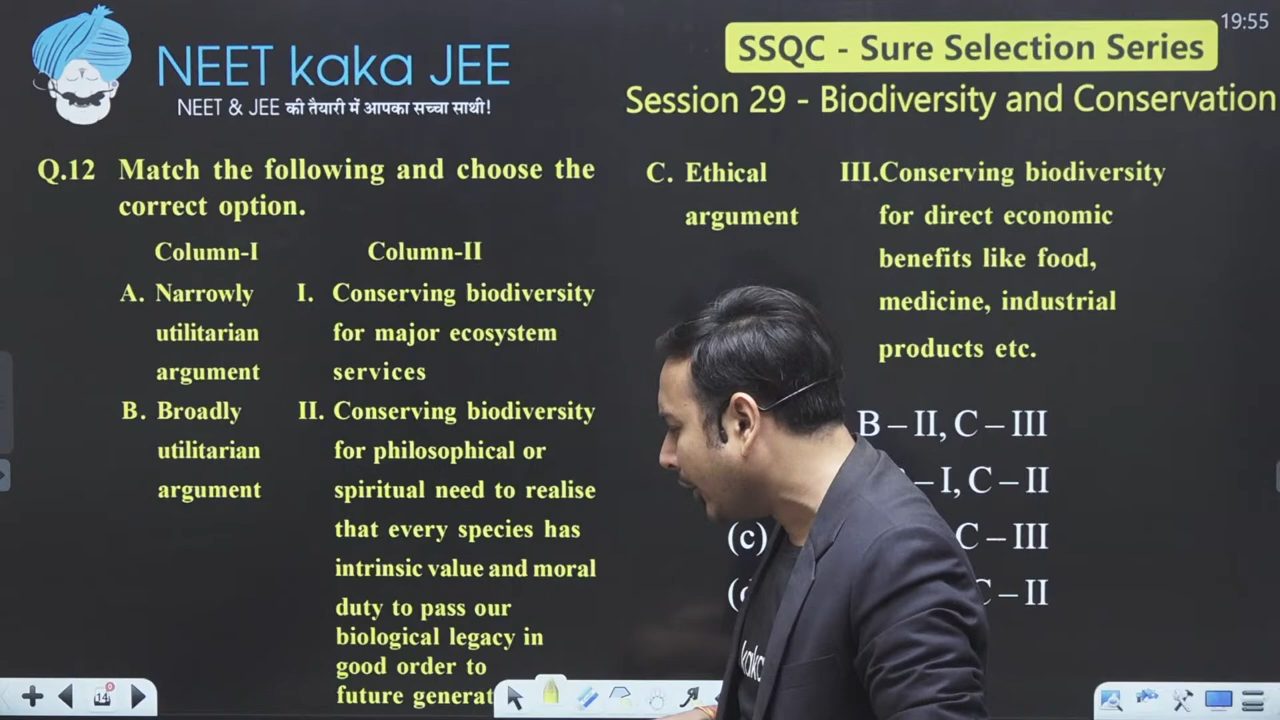 19:55
NEET kaka JEE
NEET & JEE की तैयारी में आपका सच्चा साथी!
SSQC - Sure Selection Series
Session 29 - Biodiversity and Conservation
Q.12 Match the following and choose the
correct option.
Column-I Column-II
A. Narrowly
utilitarian
argument
I. Conserving biodiversity
for major ecosystem
services
B. Broadly
utilitarian
argument
II. Conserving biodiversity
for philosophical or
spiritual need to realise
that every species has
intrinsic value and moral
duty to pass our
biological legacy in
good order to
future
C. Ethical
argument
III. Conserving biodiversity
for direct economic
benefits like food,
medicine, industrial
products etc.
B – II, C – III
– I, C – II
(c) C – III
C – II
kaka
14